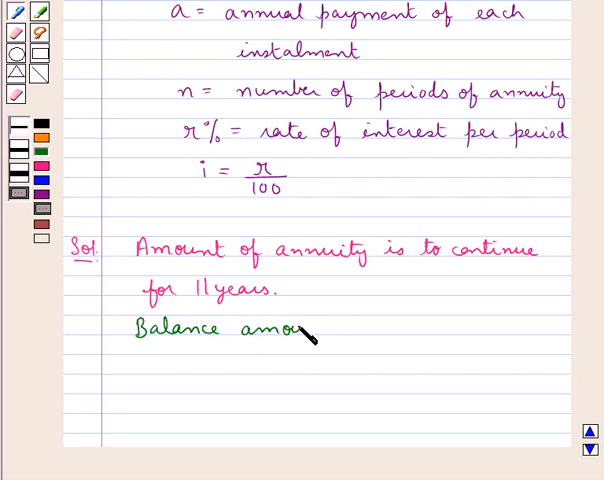 a = annual payment of each
instalment
n = number of periods of annuity
r% = rate of interest per period
i = r/100
Sol. Amount of annuity is to continue
for 11 years.
Balance amou